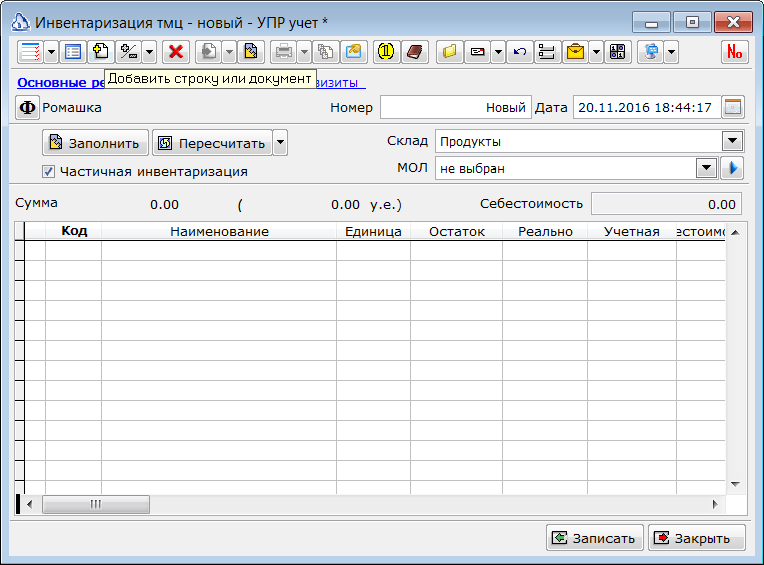 Инвентаризация тмц - новый - УПР учет *
No
Основные ре
визиты
Добавить строку или документ
Ф Ромашка Номер Новый Дата 20.11.2016 18:44:17
Заполнить Пересчитать Склад Продукты
Частичная инвентаризация МОЛ не выбран
Сумма 0.00 ( 0.00 у.е.) Себестоимость 0.00
Код Наименование Единица Остаток Реально Учетная естоимо
Записать Закрыть